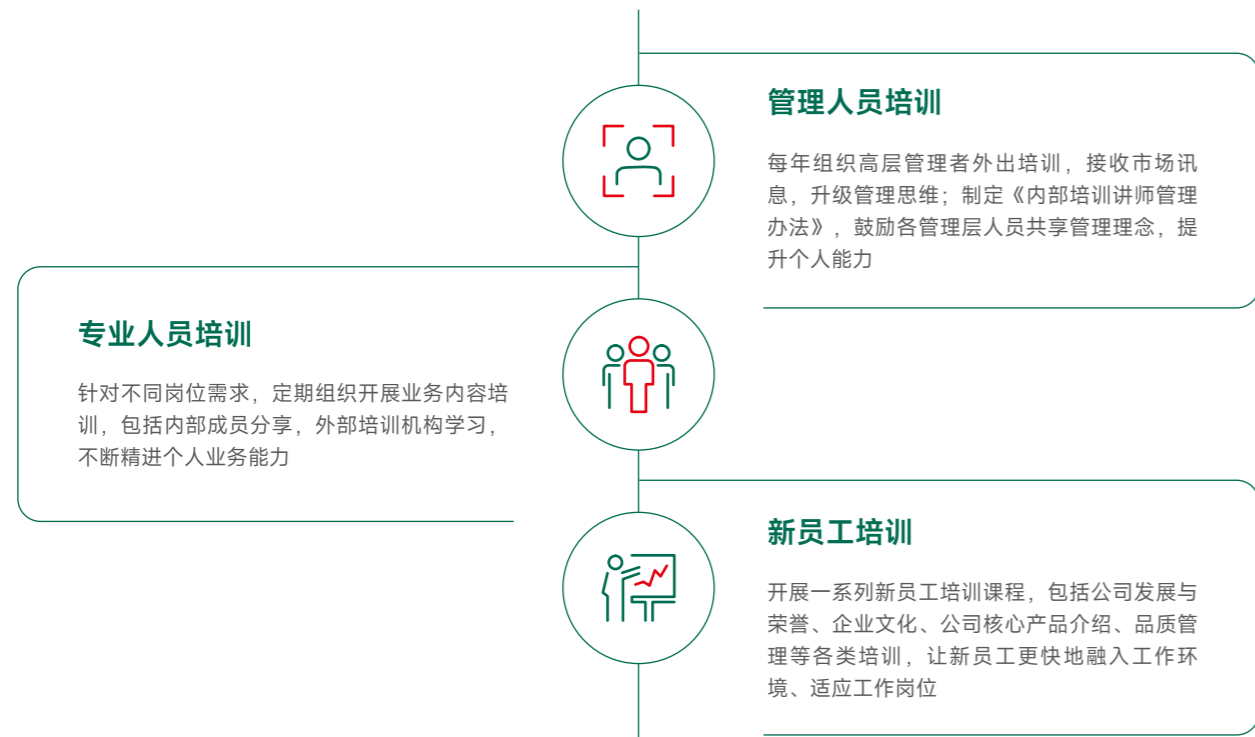 管理人员培训
每年组织高层管理者外出培训，接收市场讯
息，升级管理思维；制定《内部培训讲师管理
办法》，鼓励各管理层人员共享管理理念，提
升个人能力
专业人员培训
针对不同岗位需求，定期组织开展业务内容培
训，包括内部成员分享，外部培训机构学习，
不断精进个人业务能力
新员工培训
开展一系列新员工培训课程，包括公司发展与
荣誉、企业文化、公司核心产品介绍、品质管
理等各类培训，让新员工更快地融入工作环
境、适应工作岗位